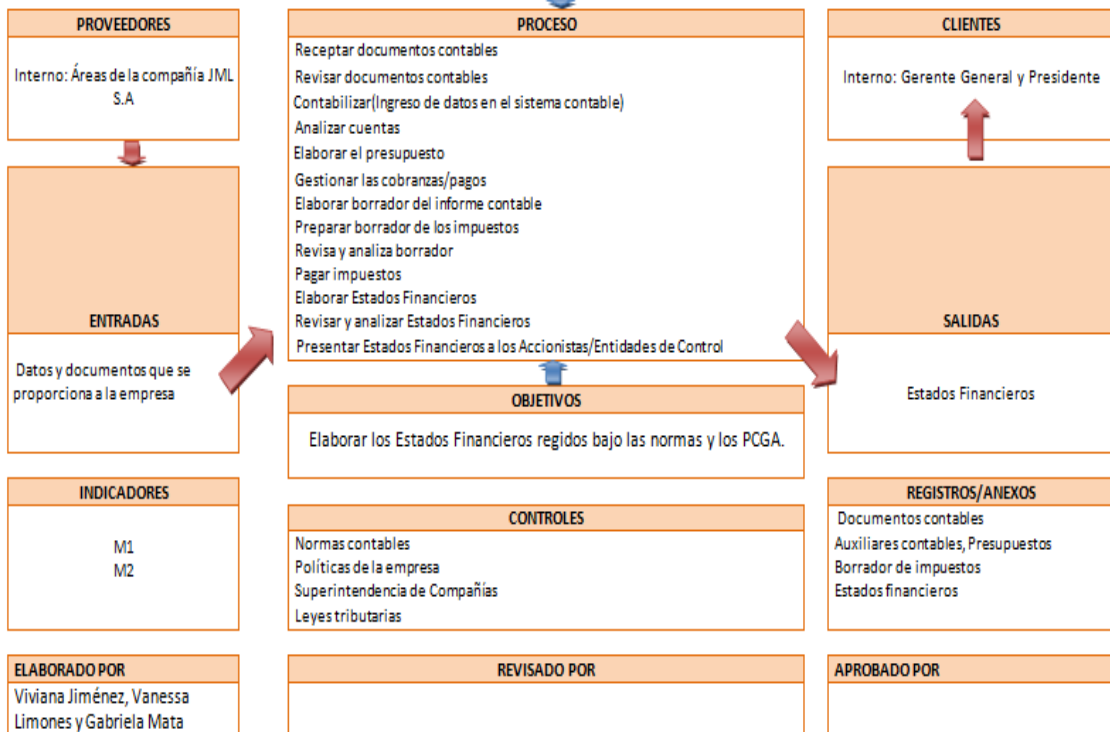 PROVEEDORES
Interno: Áreas de la compañía JML
S.A
ENTRADAS
Datos y documentos que se
proporciona a la empresa
INDICADORES
M1
M2
ELABORADO POR
Viviana Jiménez, Vanessa
Limones y Gabriela Mata
PROCESO
Receptar documentos contables
Revisar documentos contables
Contabilizar(Ingreso de datos en el sistema contable)
Analizar cuentas
Elaborar el presupuesto
Gestionar las cobranzas/pagos
Elaborar borrador del informe contable
Preparar borrador de los impuestos
Revisa y analiza borrador
Pagar impuestos
Elaborar Estados Financieros
Revisar y analizar Estados Financieros
Presentar Estados Financieros a los Accionistas/Entidades de Control
OBJETIVOS
Elaborar los Estados Financieros regidos bajo las normas y los PCGA.
CONTROLES
Normas contables
Políticas de la empresa
Superintendencia de Compañías
Leyes tributarias
REVISADO POR
CLIENTES
Interno: Gerente General y Presidente
SALIDAS
Estados Financieros
REGISTROS/ANEXOS
Documentos contables
Auxiliares contables, Presupuestos
Borrador de impuestos
Estados financieros
APROBADO POR